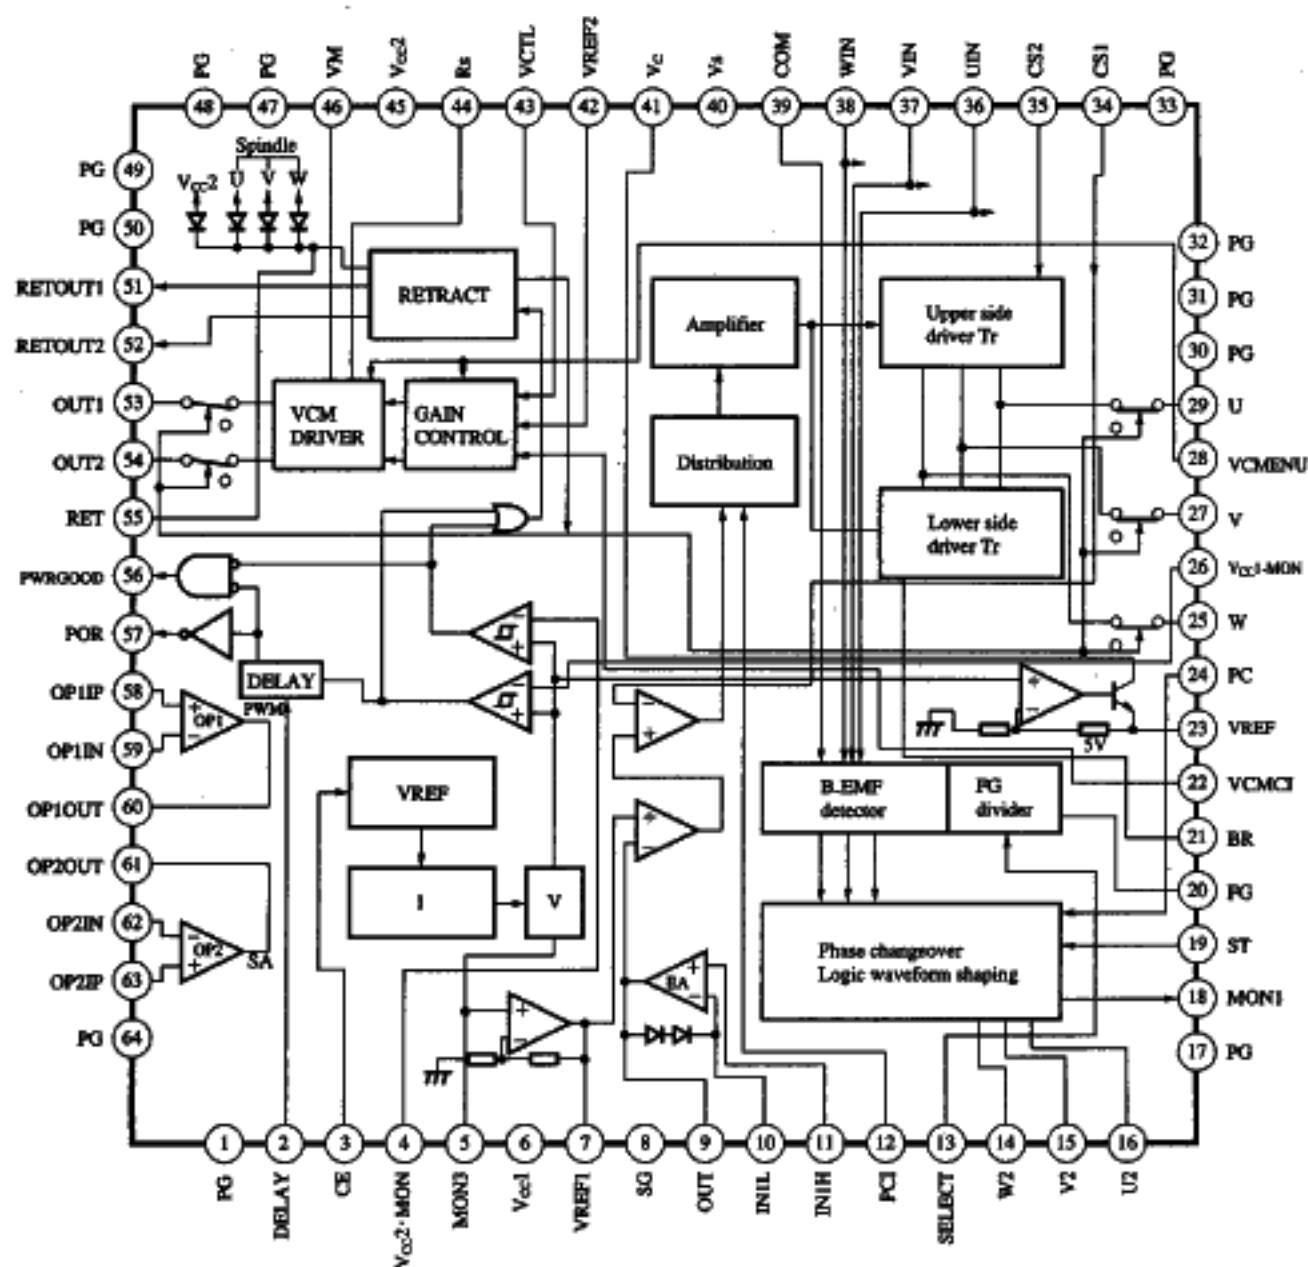 PG
PG
VM
Vcc2
Rs
VCTL
VREF2
Vc
Vs
COM
WIN
VIN
UIN
CS2
CS1
PG
48
47
46
45
44
43
42
41
40
39
38
37
36
35
34
33
PG 49
PG 50
RETOUT1 51
RETOUT2 52
OUT1 53
OUT2 54
RET 55
PWRGOOD 56
POR 57
OP1IP 58
OP1IN 59
OP1OUT 60
OP2OUT 61
OP2IN 62
OP2IP 63
PG 64
Spindle
Vcc2 U V W
RETRACT
VCM
DRIVER
GAIN
CONTROL
Amplifier
Distribution
Upper side
driver Tr
Lower side
driver Tr
DELAY
+
OP1
-
-
OP2
+
SA
VREF
I
V
-
+
-
+
-
+
+
-
+
-
5V
B.EMF
detector
Phase changeover
Logic waveform shaping
+
BA
-
+
-
divider
32 PG
31 PG
30 PG
29 U
28 VCMENU
27 V
26 Vcc1-MON
25 W
24 PC
23 VREF
22 VCMCI
21 BR
20 FG
19 ST
18 MON1
17 PG
1
2
3
4
5
6
7
8
9
10
11
12
13
14
15
16
PG
DELAY
CE
Vcc2·MON
MON3
Vcc1
VREF1
SG
OUT
IN1L
IN1H
PCI
SELECT
W2
V2
U2